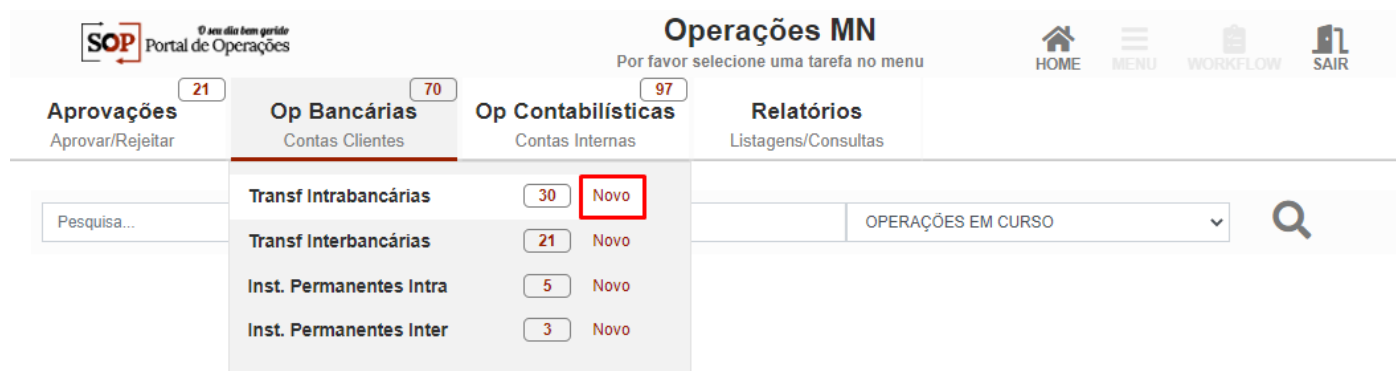 O seu dia bem gerido
SOP Portal de Operações
Operações MN
Por favor selecione uma tarefa no menu
HOME
MENU
WORKFLOW
SAIR
21
Aprovações
Aprovar/Rejeitar
70
Op Bancárias
Contas Clientes
97
Op Contabilísticas
Contas Internas
Relatórios
Listagens/Consultas
Transf Intrabancárias 30 Novo
Transf Interbancárias 21 Novo
Inst. Permanentes Intra 5 Novo
Inst. Permanentes Inter 3 Novo
Pesquisa...
OPERAÇÕES EM CURSO